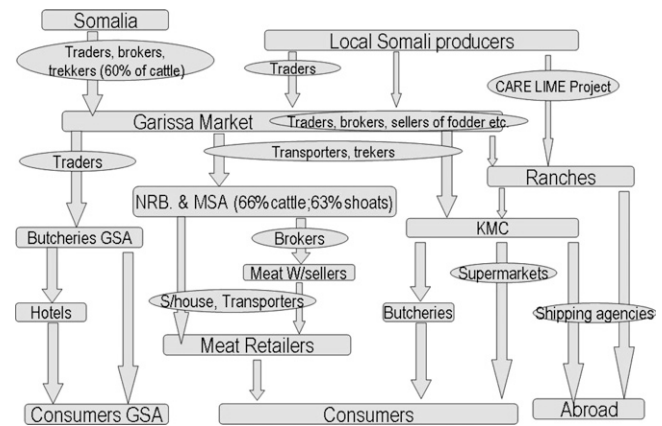 Somalia
Local Somali producers
Traders, brokers,
trekkers (60% of cattle)
Traders
CARE LIME Project
Garissa Market
Traders, brokers, sellers of fodder etc.
Traders
Transporters, trekers
Ranches
NRB. & MSA (66% cattle;63% shoats)
Butcheries GSA
Brokers
KMC
Meat W/sellers
Supermarkets
Hotels
S/house, Transporters
Butcheries
Shipping agencies
Meat Retailers
Consumers GSA
Consumers
Abroad